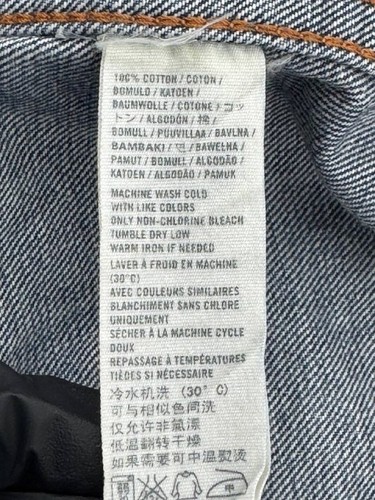 100% COTTON / COTON /
BOMULD / KATOEN /
BAUMWOLLE / COTONE / コッ
トン / ALGODÓN / 棉 /
BOMULL / PUUVILLAA / BAVLNA /
BAMBAKI / 면 / BAWELHA /
PAMUT / BOMULL / ALGODÃO /
KATOEN / ALGODÃO / PAMUK
MACHINE WASH COLD
WITH LIKE COLORS
ONLY NON-CHLORINE BLEACH
TUMBLE DRY LOW
WARM IRON IF NEEDED
LAVER À FROID EN MACHINE
(30°C)
AVEC COULEURS SIMILAIRES
BLANCHIMENT SANS CHLORE
UNIQUEMENT
SÉCHER À LA MACHINE CYCLE
DOUX
REPASSAGE À TEMPÉRATURES
TIÈDES SI NÉCESSAIRE
冷水机洗 (30°C)
可与相似色间洗
仅允许非氯漂
低温翻转干燥
如果需要可中温熨烫